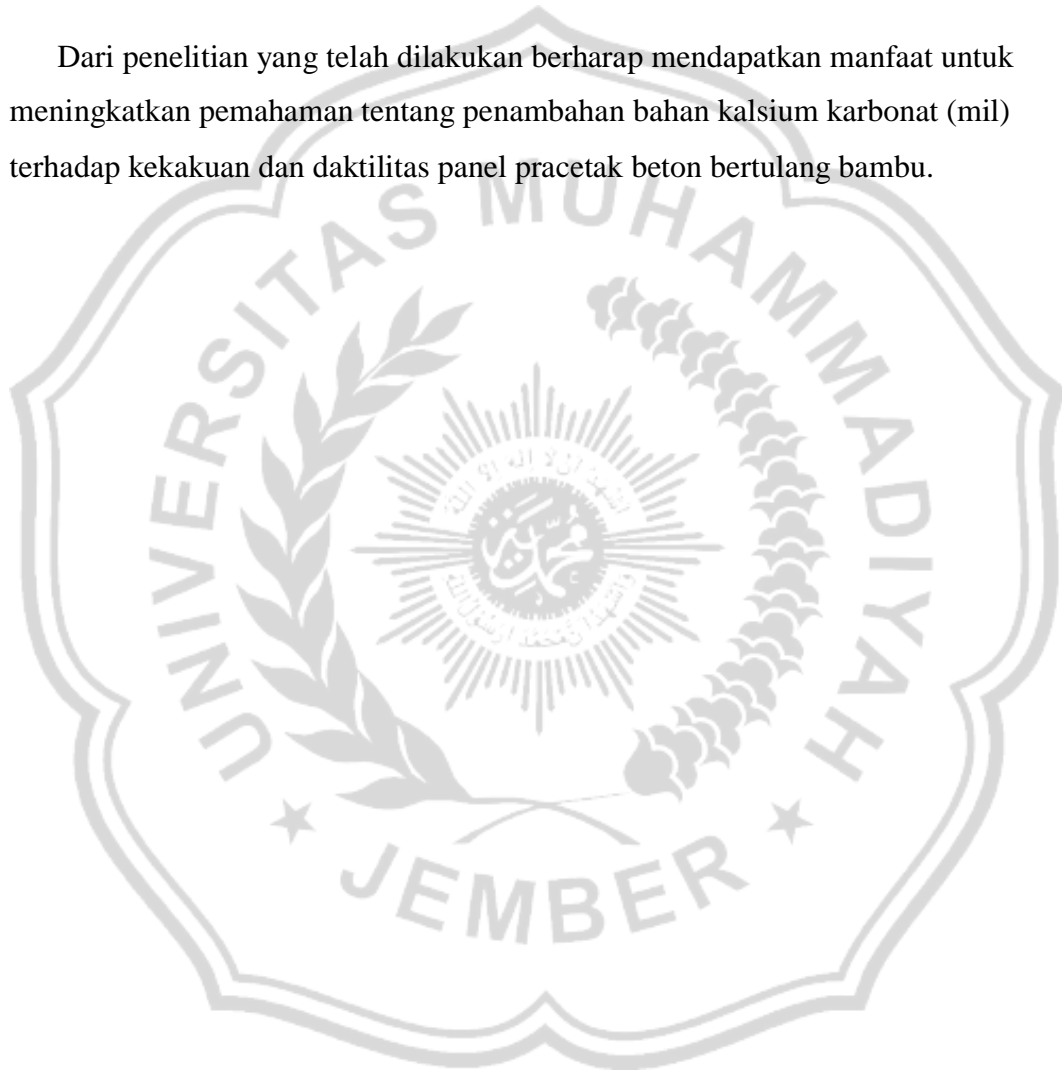 Dari penelitian yang telah dilakukan berharap mendapatkan manfaat untuk
meningkatkan pemahaman tentang penambahan bahan kalsium karbonat (mil)
terhadap kekakuan dan daktilitas panel pracetak beton bertulang bambu.
UNIVERSITAS MUHAMMADIYAH
JEMBER